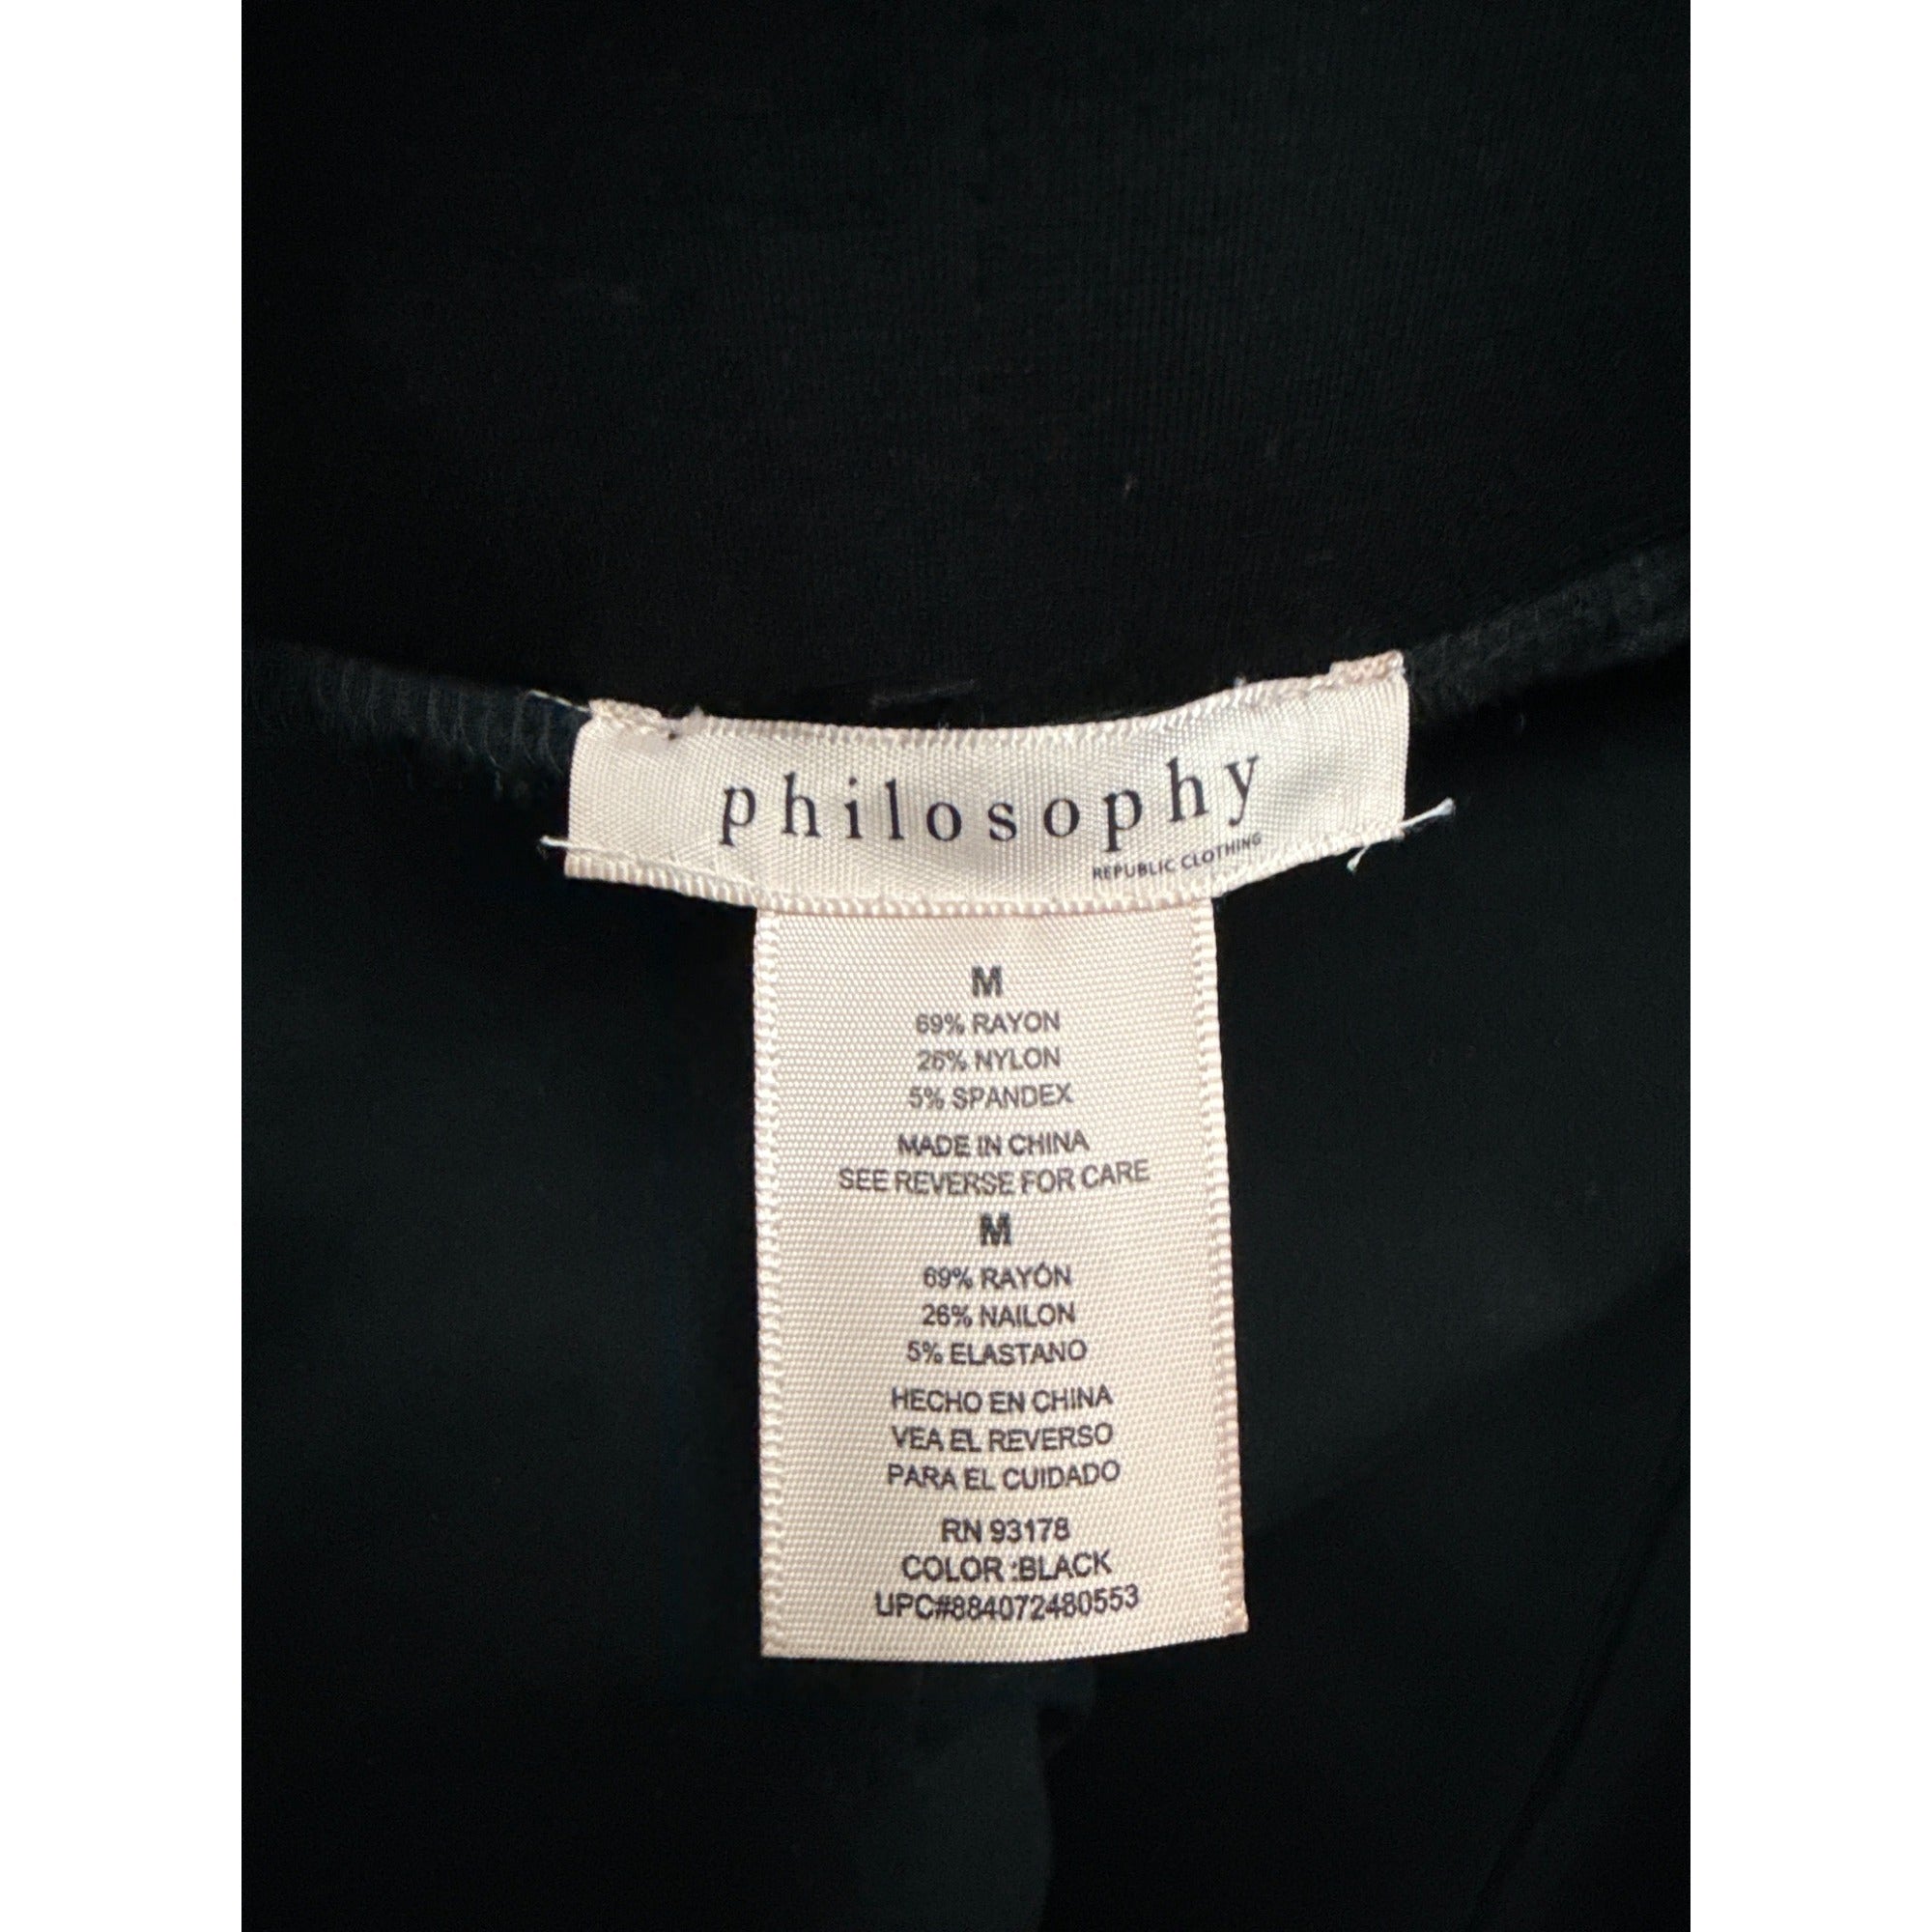 philosophy
REPUBLIC CLOTHING
M
69% RAYON
26% NYLON
5% SPANDEX
MADE IN CHINA
SEE REVERSE FOR CARE
M
69% RAYÓN
26% NAILON
5% ELASTANO
HECHO EN CHINA
VEA EL REVERSO
PARA EL CUIDADO
RN 93178
COLOR :BLACK
UPC#884072480553